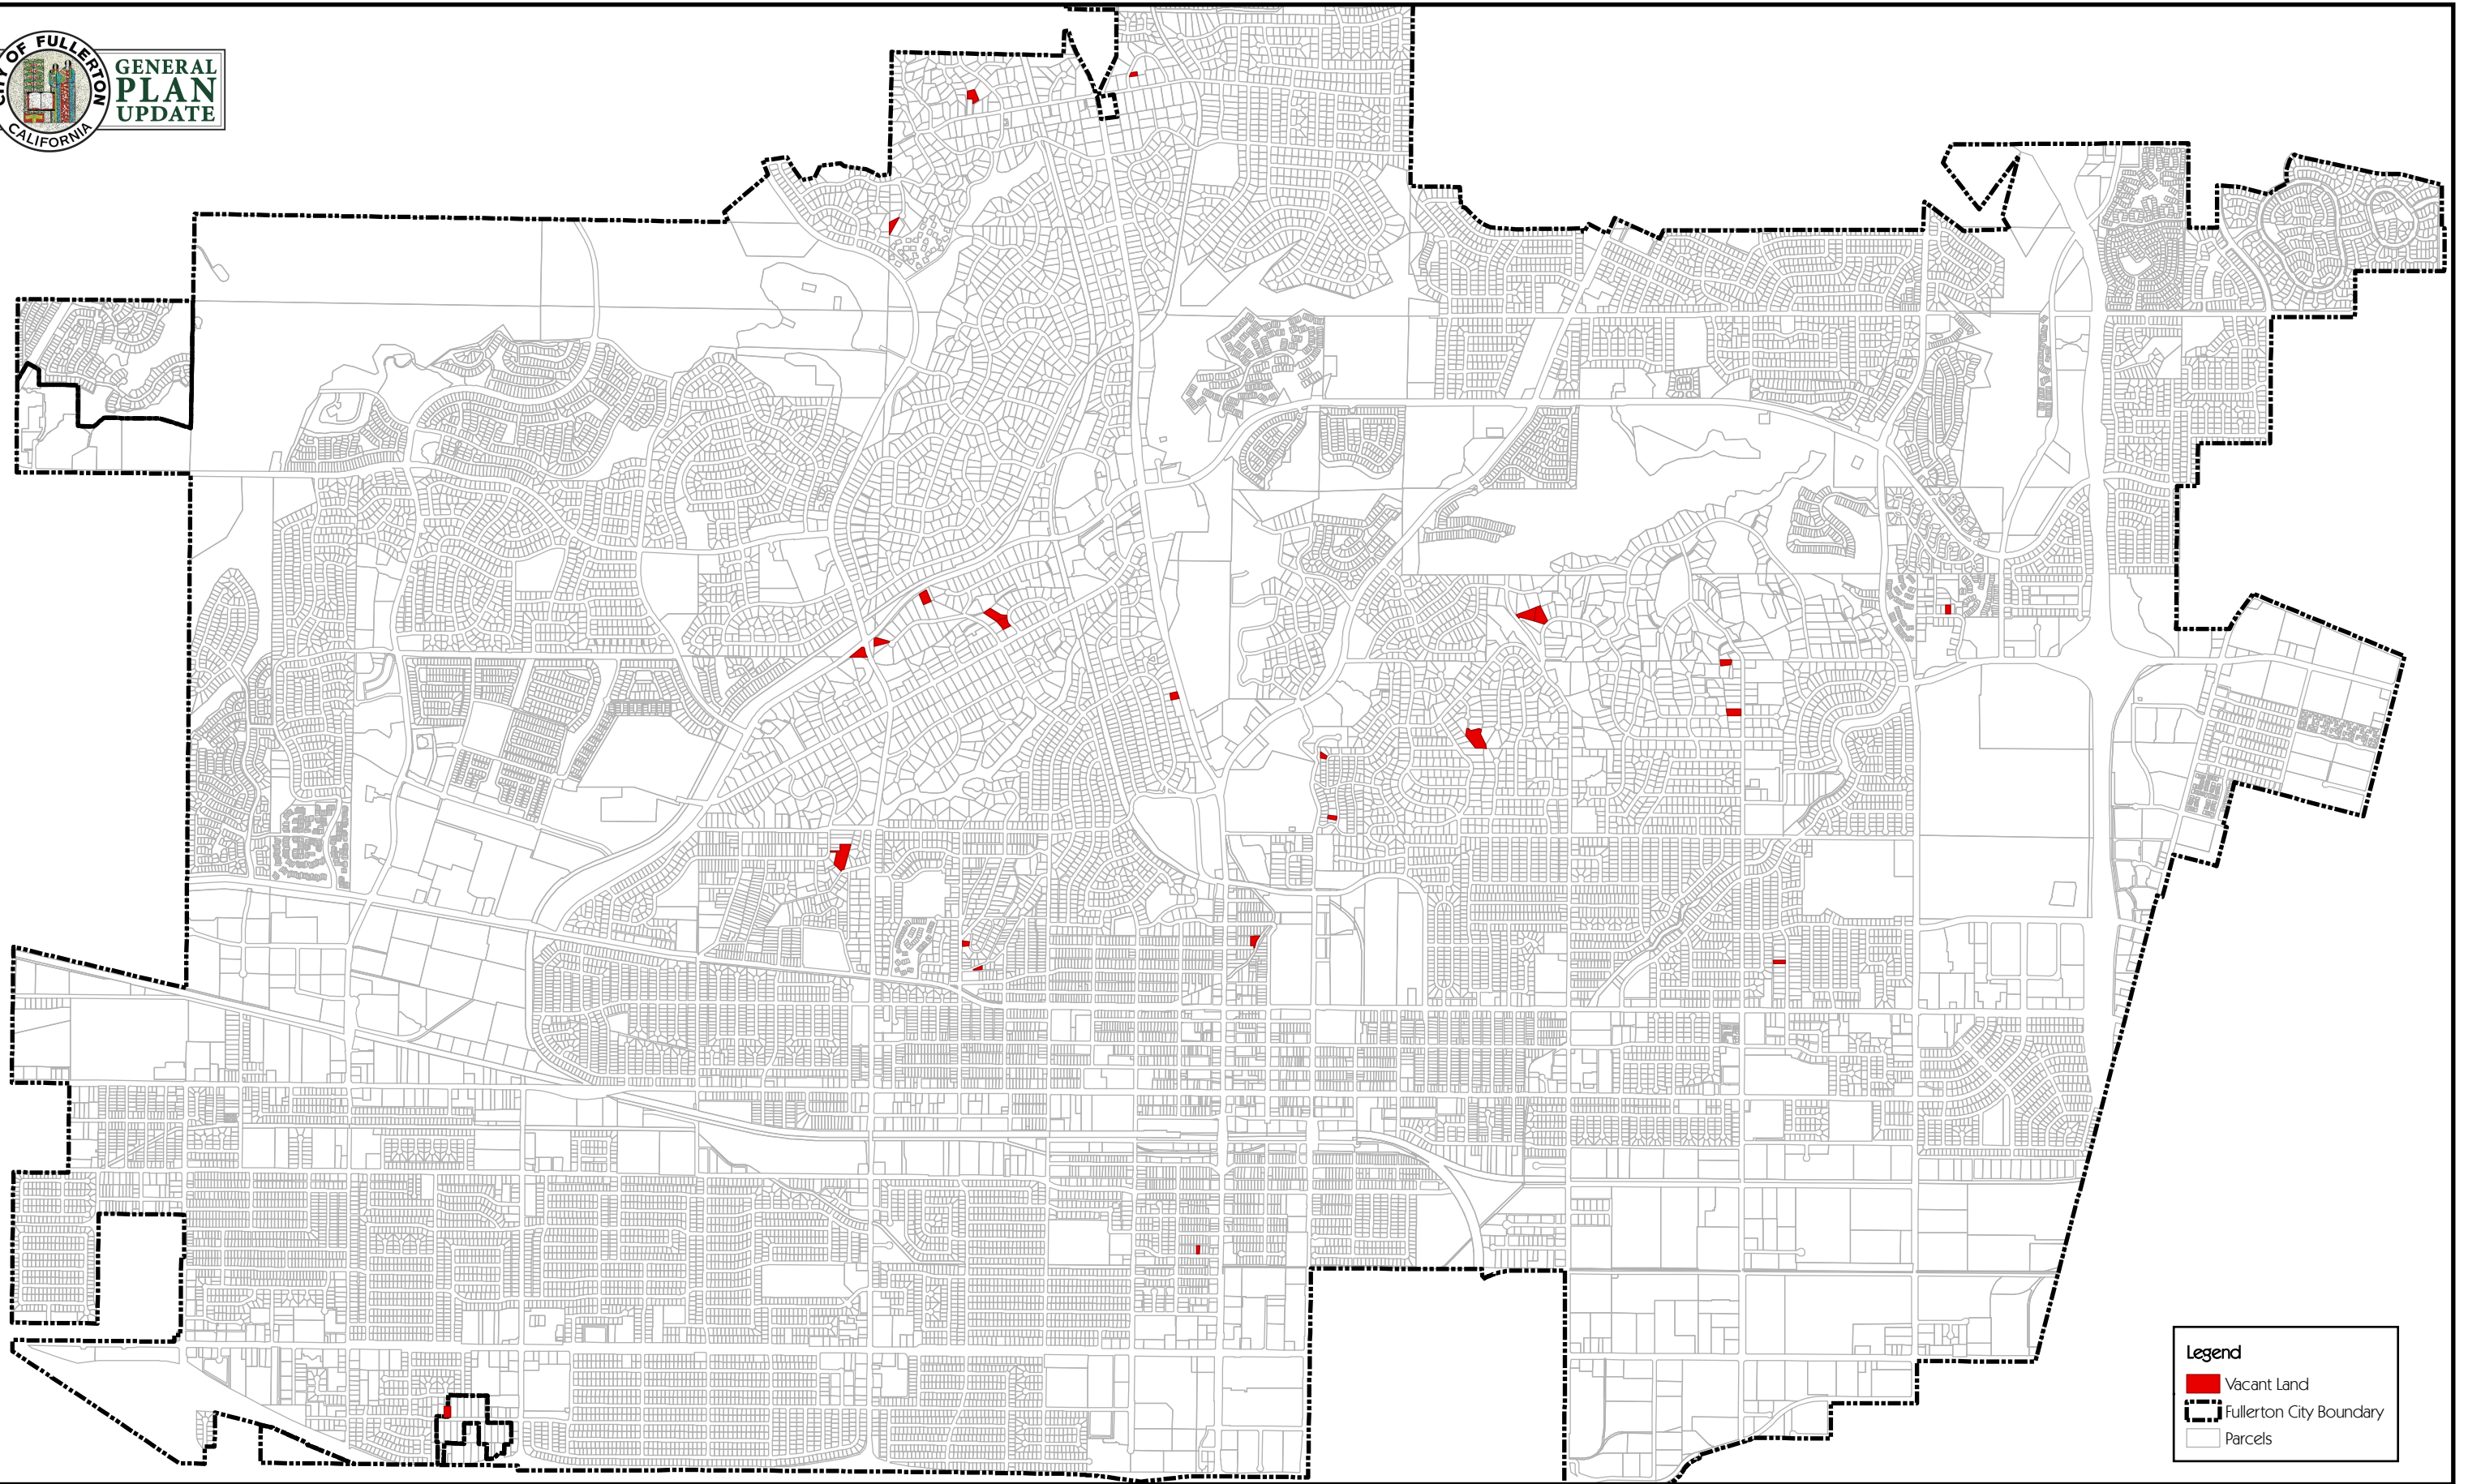 CITY OF FULLERTON
CALIFORNIA
GENERAL
PLAN
UPDATE
Legend
Vacant Land
Fullerton City Boundary
Parcels